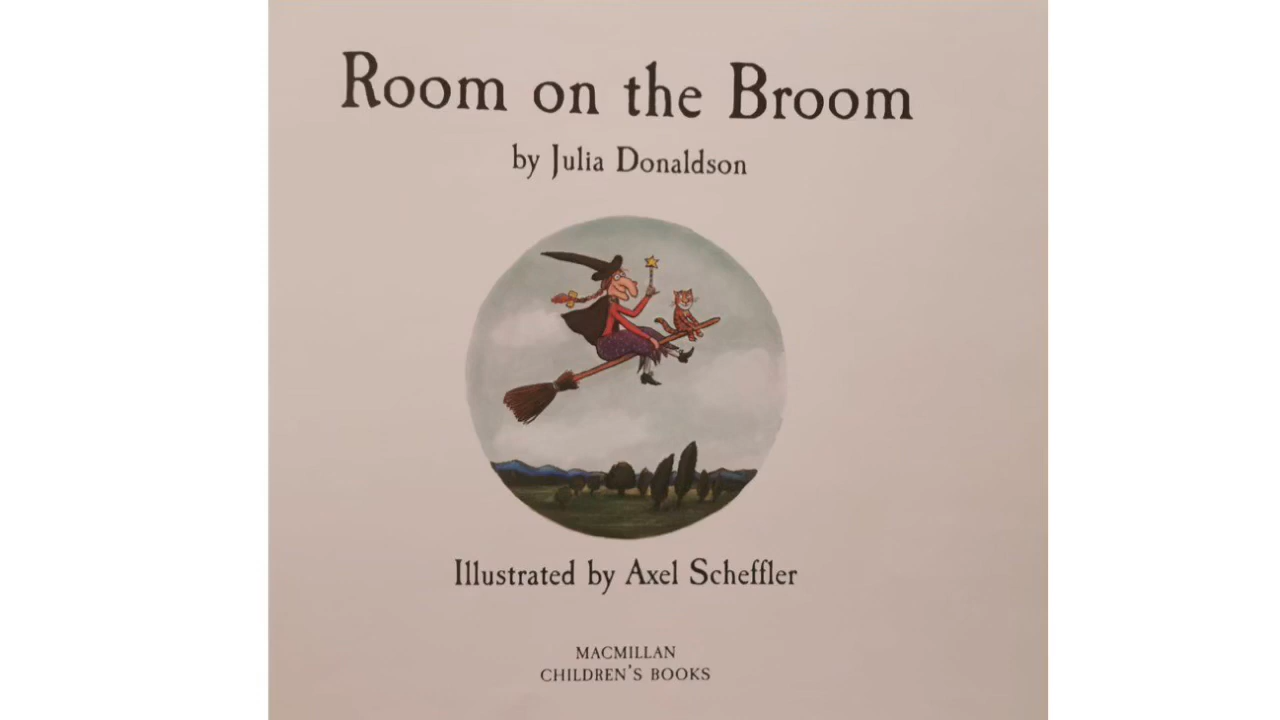 Room on the Broom
by Julia Donaldson
Illustrated by Axel Scheffler
MACMILLAN
CHILDREN'S BOOKS